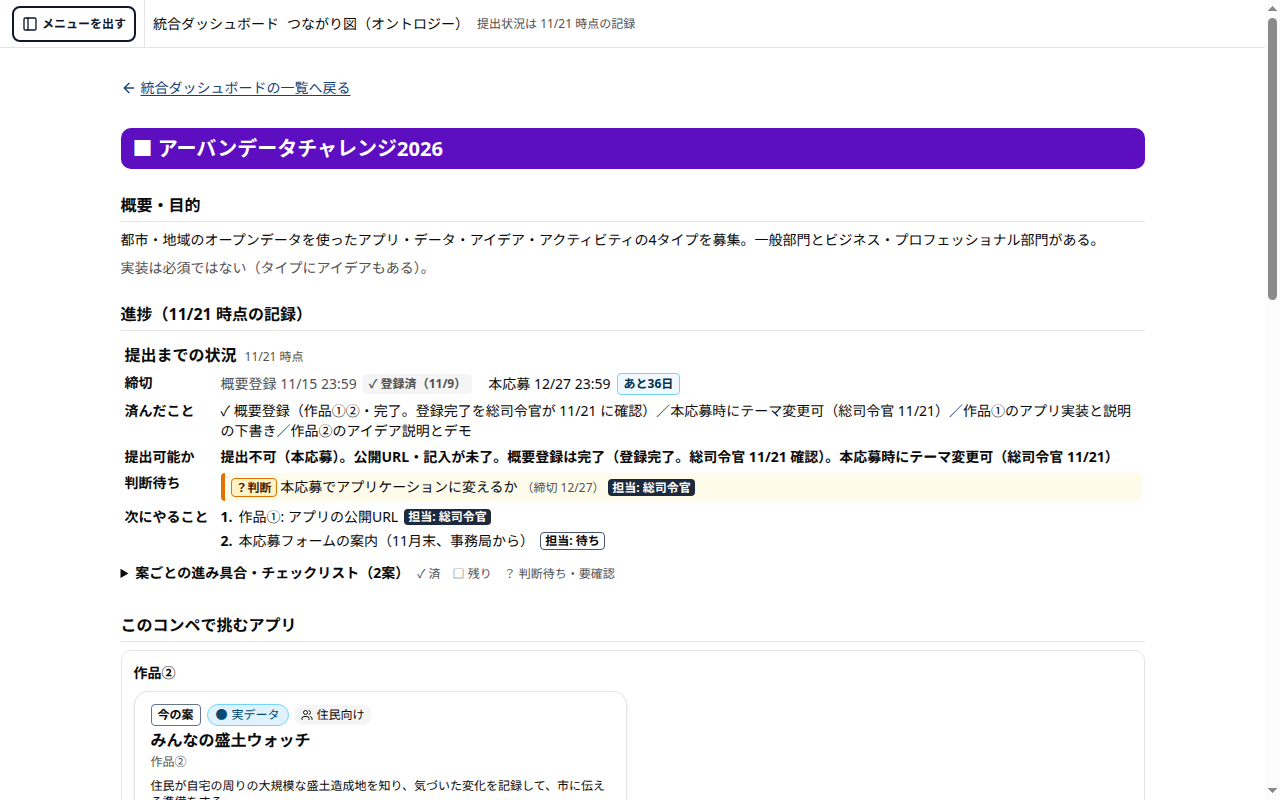 メニューを出す 統合ダッシュボード つながり図（オントロジー） 提出状況は 11/21 時点の記録
← 統合ダッシュボードの一覧へ戻る
■ アーバンデータチャレンジ2026
概要・目的
都市・地域のオープンデータを使ったアプリ・データ・アイデア・アクティビティの4タイプを募集。一般部門とビジネス・プロフェッショナル部門がある。
実装は必須ではない（タイプにアイデアもある）。
進捗（11/21 時点の記録）
提出までの状況 11/21 時点
締切 概要登録 11/15 23:59 ✓ 登録済（11/9） 本応募 12/27 23:59 あと36日
済んだこと ✓ 概要登録（作品①②・完了。登録完了を総司令官が 11/21 に確認）／本応募時にテーマ変更可（総司令官 11/21）／作品①のアプリ実装と説明
の下書き／作品②のアイデア説明とデモ
提出可能か 提出不可（本応募）。公開URL・記入が未了。概要登録は完了（登録完了。総司令官 11/21 確認）。本応募時にテーマ変更可（総司令官 11/21）
判断待ち ？判断 本応募でアプリケーションに変えるか （締切 12/27） 担当: 総司令官
次にやること 1. 作品①: アプリの公開URL 担当: 総司令官
2. 本応募フォームの案内（11月末、事務局から） 担当: 待ち
▶ 案ごとの進み具合・チェックリスト（2案） ✓ 済 □ 残り ？ 判断待ち・要確認
このコンペで挑むアプリ
作品②
今の案 ● 実データ 住民向け
みんなの盛土ウォッチ
作品②
住民が自宅の周りの大規模な盛土造成地を知り、気づいた変化を記録して、市に伝え
る準備をする。